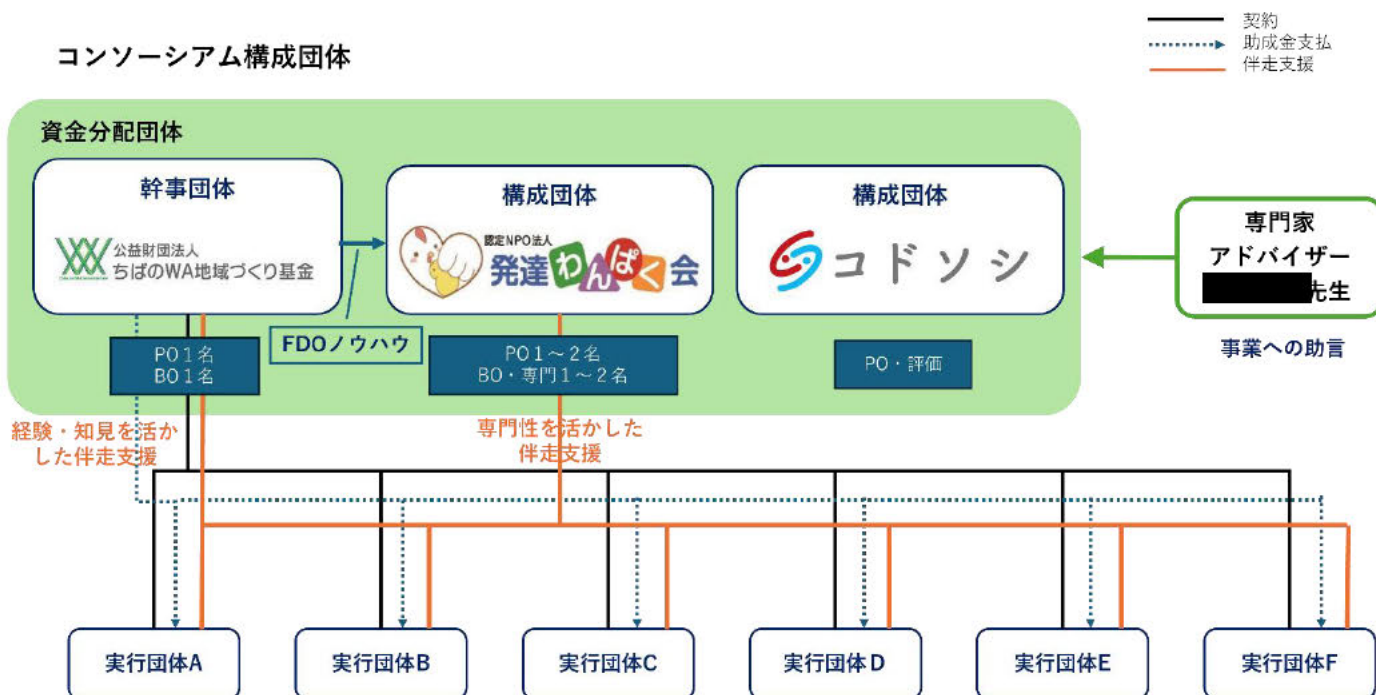 契約
助成金支払
伴走支援
コンソーシアム構成団体
資金分配団体
幹事団体
公益財団法人
ちばのWA地域づくり基金
構成団体
認定NPO法人
発達わんぱく会
構成団体
コドソシ
専門家
アドバイザー
先生
事業への助言
FDOノウハウ
PO1名
BO1名
PO1～2名
BO・専門1～2名
PO・評価
経験・知見を活か
した伴走支援
専門性を活かした
伴走支援
実行団体A
実行団体B
実行団体C
実行団体D
実行団体E
実行団体F